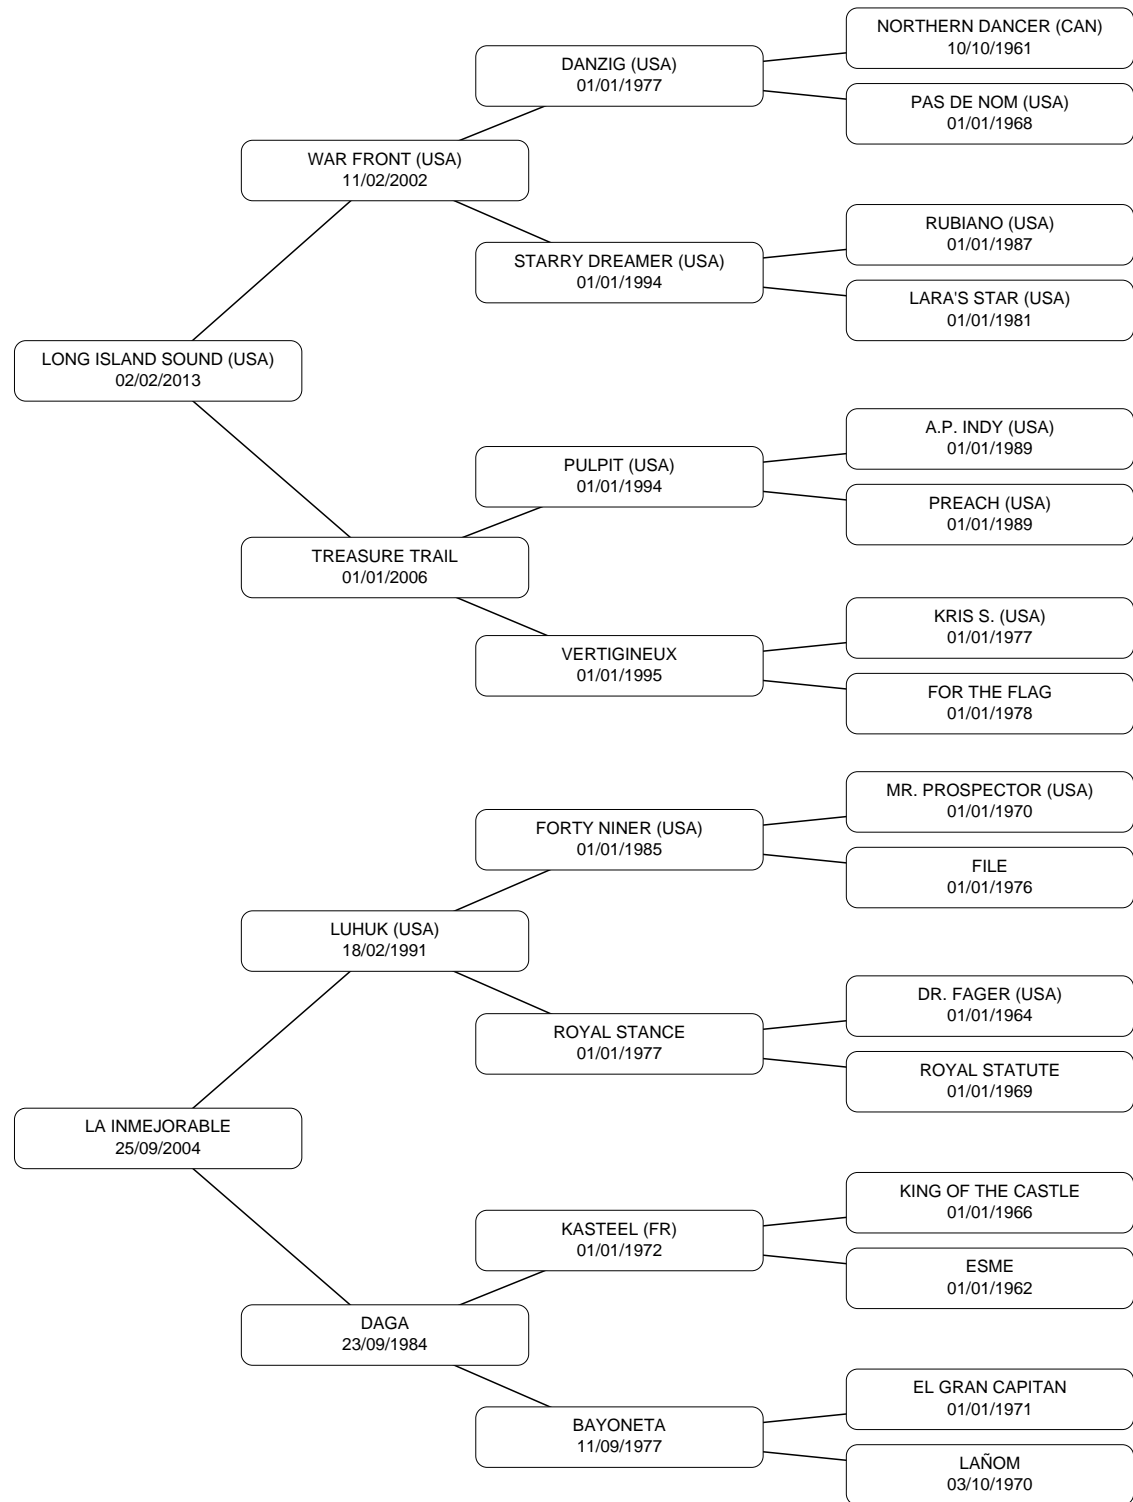 NORTHERN DANCER (CAN)
10/10/1961
DANZIG (USA)
01/01/1977
PAS DE NOM (USA)
01/01/1968
WAR FRONT (USA)
11/02/2002
RUBIANO (USA)
01/01/1987
STARRY DREAMER (USA)
01/01/1994
LARA'S STAR (USA)
01/01/1981
LONG ISLAND SOUND (USA)
02/02/2013
A.P. INDY (USA)
01/01/1989
PULPIT (USA)
01/01/1994
PREACH (USA)
01/01/1989
TREASURE TRAIL
01/01/2006
KRIS S. (USA)
01/01/1977
VERTIGINEUX
01/01/1995
FOR THE FLAG
01/01/1978
MR. PROSPECTOR (USA)
01/01/1970
FORTY NINER (USA)
01/01/1985
FILE
01/01/1976
LUHUK (USA)
18/02/1991
DR. FAGER (USA)
01/01/1964
ROYAL STANCE
01/01/1977
ROYAL STATUTE
01/01/1969
LA INMEJORABLE
25/09/2004
KING OF THE CASTLE
01/01/1966
KASTEEL (FR)
01/01/1972
ESME
01/01/1962
DAGA
23/09/1984
EL GRAN CAPITAN
01/01/1971
BAYONETA
11/09/1977
LAÑOM
03/10/1970